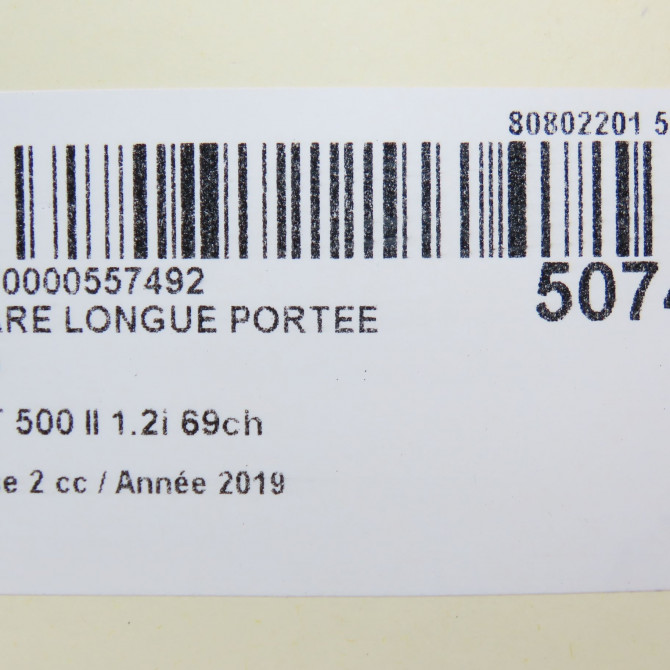 80802201 5
0000557492
5074
ARE LONGUE PORTEE
T 500 II 1.2i 69ch
e 2 cc / Année 2019